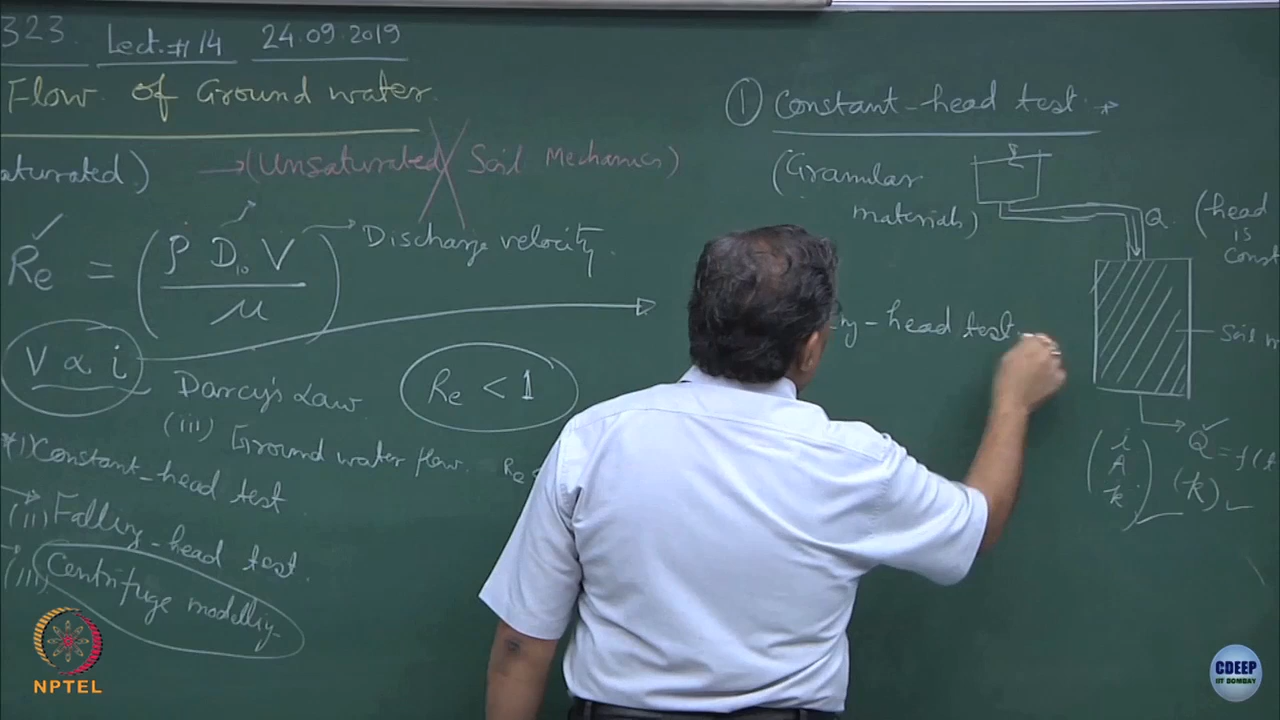 323. Lect.#14 24.09.2019
Flow of Ground water.
aturated.) → (Unsaturated Soil Mechanics)
Re = (ρ D10 V / μ) → Discharge velocity.
V ∝ i
Darcy's Law.
Re < 1
(iii) Ground water flow.
*i) Constant-head test
(ii) Falling-head test.
(iii) Centrifuge modelliy
① Constant-head test
(Granular
materials)
Q
(head
is
const
-head test
Soil
Q = f(
(i
A
k)
(k)
NPTEL
CDEEP
IIT BOMBAY